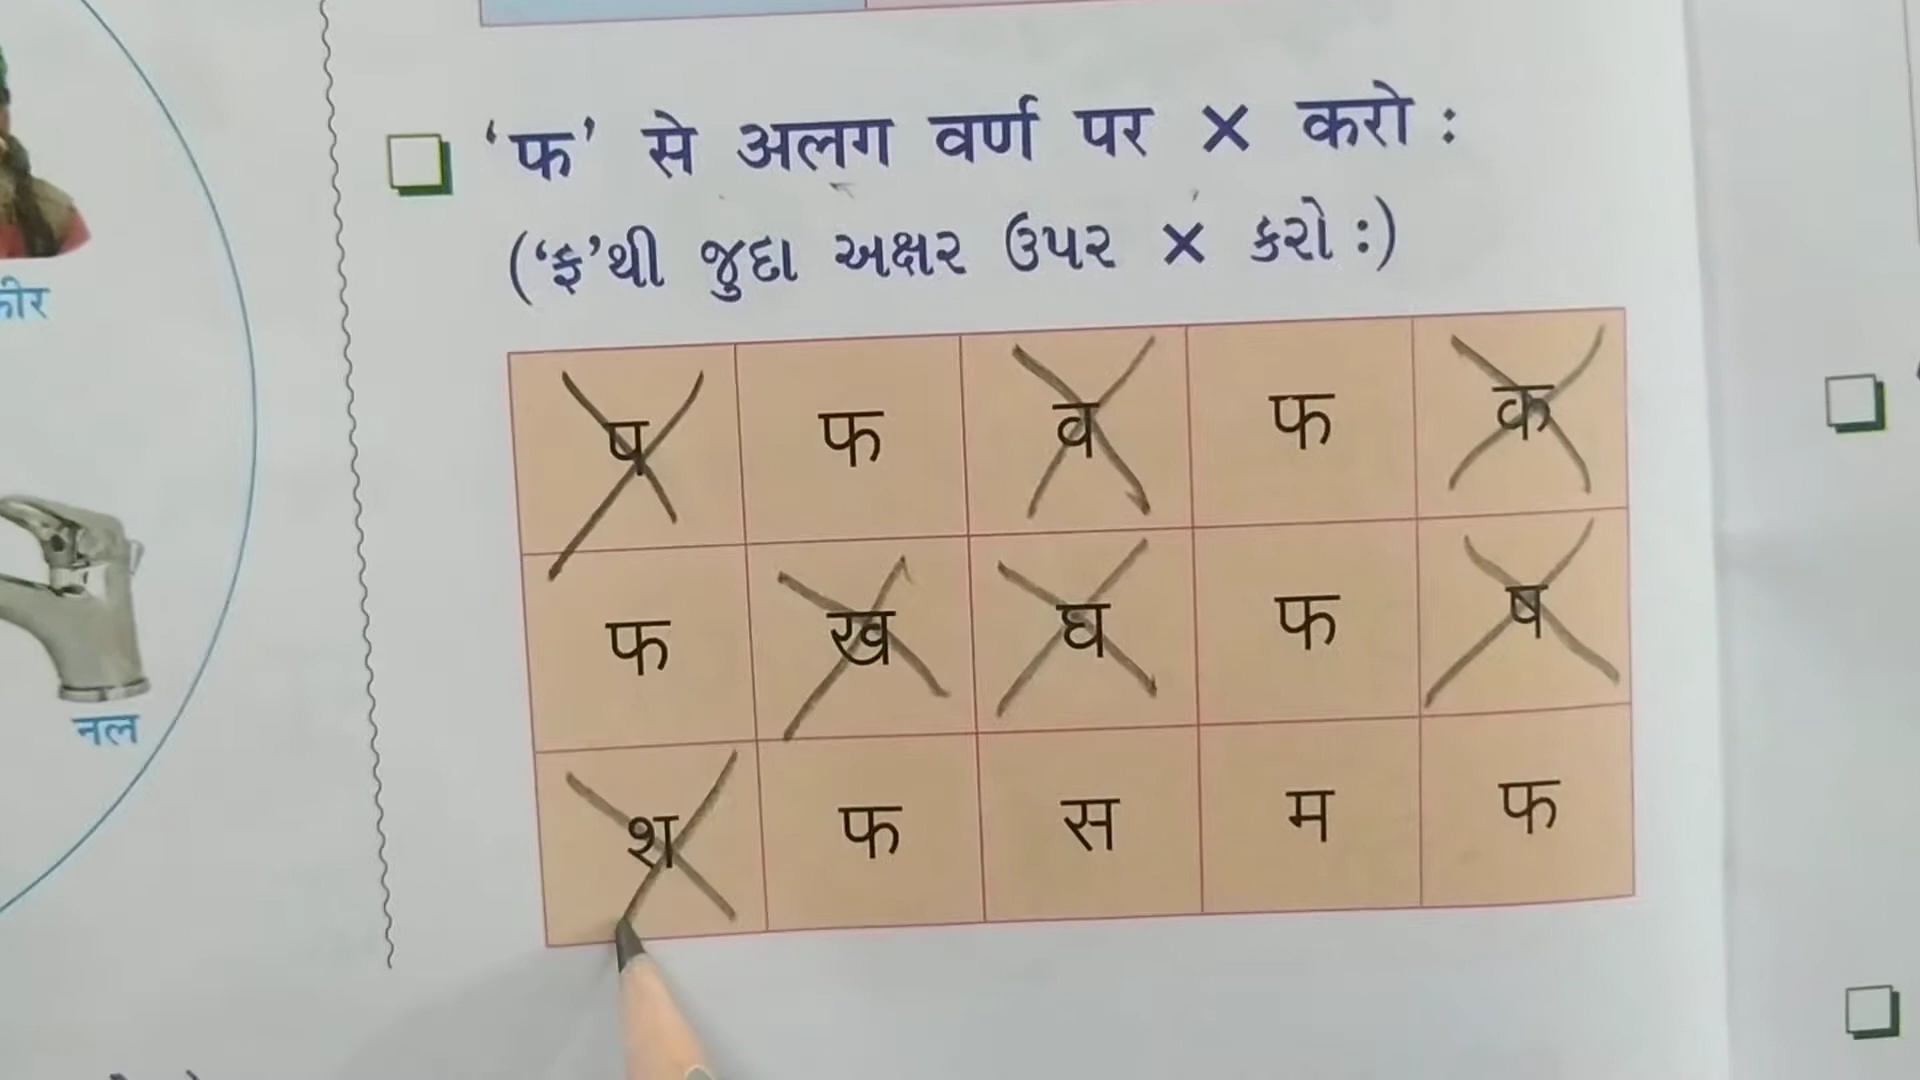 'फ' से अलग वर्ण पर × करो :
('ફ'થી જુદા અક્ષર ઉપર × કરો :)
प फ व फ क
फ ख घ फ ष
श फ स म फ
नल